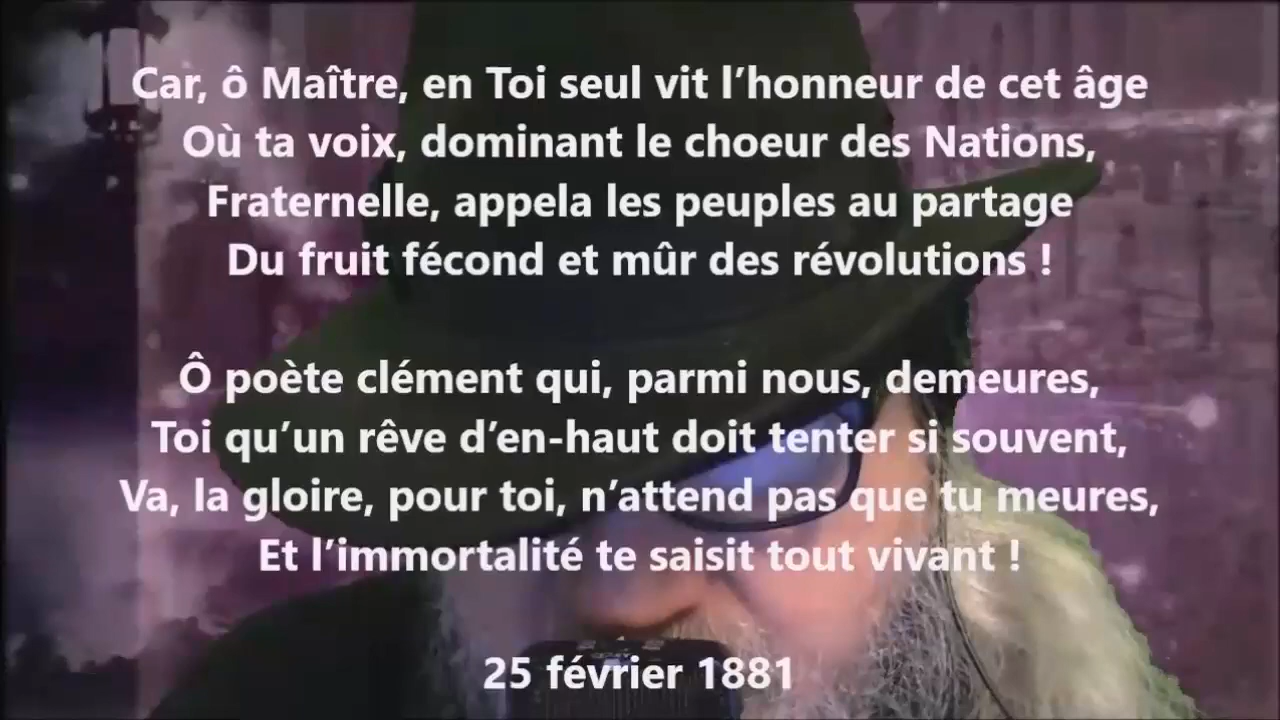 Car, ô Maître, en Toi seul vit l’honneur de cet âge
Où ta voix, dominant le choeur des Nations,
Fraternelle, appela les peuples au partage
Du fruit fécond et mûr des révolutions !
Ô poète clément qui, parmi nous, demeures,
Toi qu’un rêve d’en-haut doit tenter si souvent,
Va, la gloire, pour toi, n’attend pas que tu meures,
Et l’immortalité te saisit tout vivant !
25 février 1881